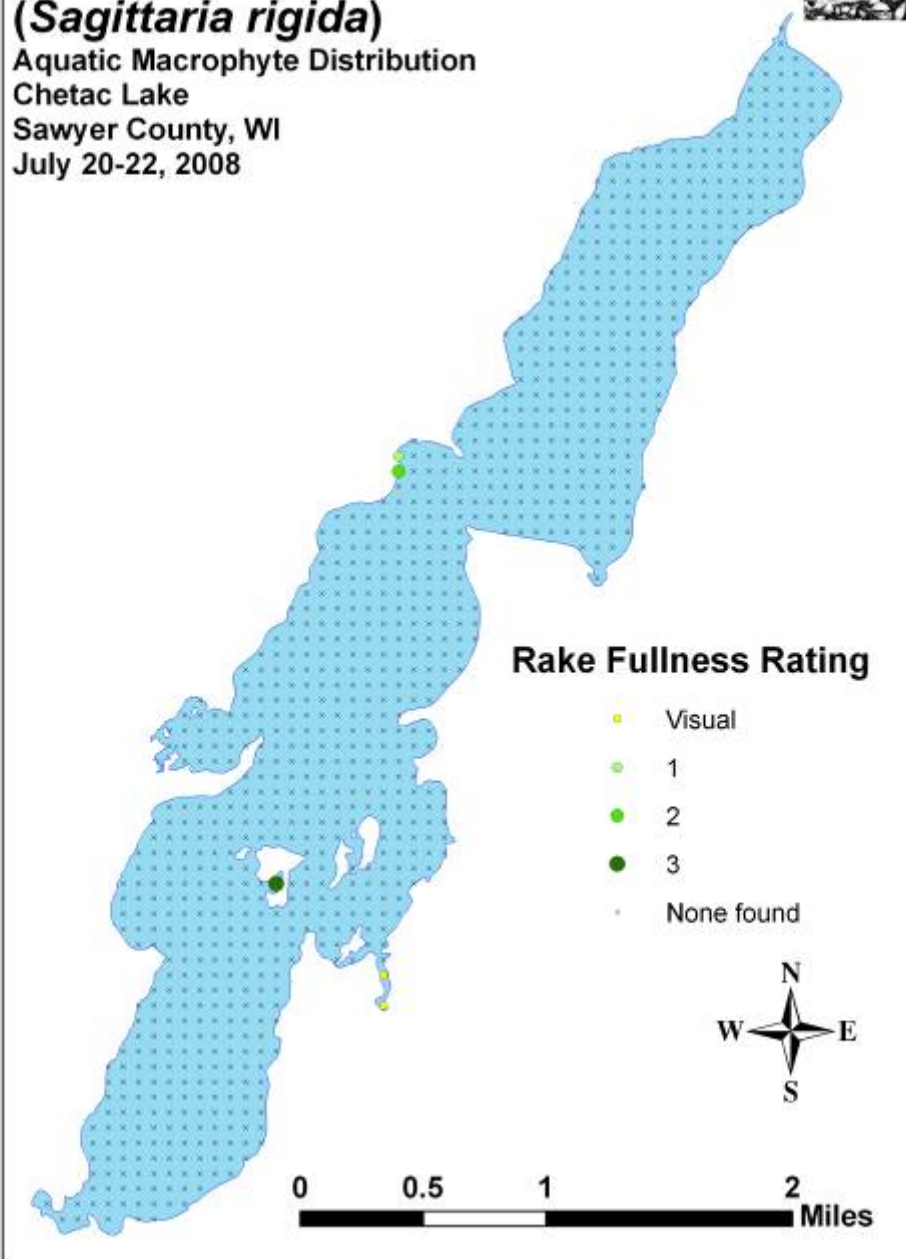 (Sagittaria rigida)
Aquatic Macrophyte Distribution
Chetac Lake
Sawyer County, WI
July 20-22, 2008
Rake Fullness Rating
Visual
1
2
3
None found
N
W E
S
0 0.5 1 2
Miles